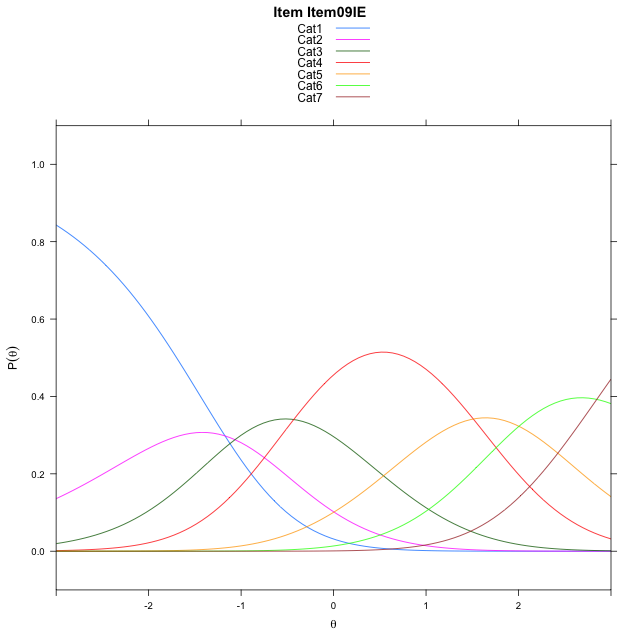 Item Item09IE
Cat1
Cat2
Cat3
Cat4
Cat5
Cat6
Cat7
1.0
0.8
0.6
0.4
0.2
0.0
P(θ)
-2 -1 0 1 2
θ